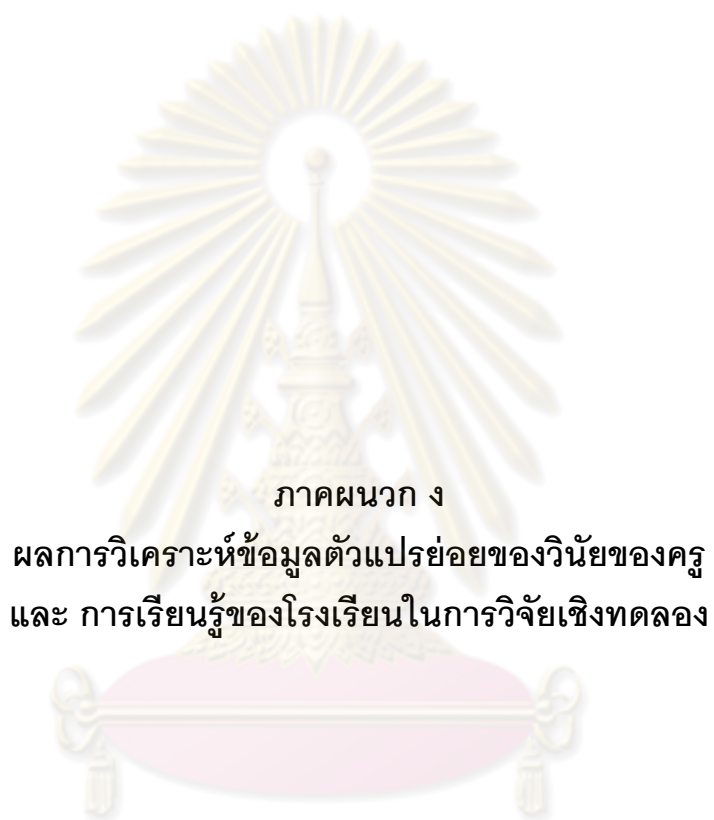 ภาคผนวก ง
ผลการวิเคราะห์ข้อมูลตัวแปรย่อยของวินัยของครู
และ การเรียนรู้ของโรงเรียนในการวิจัยเชิงทดลอง